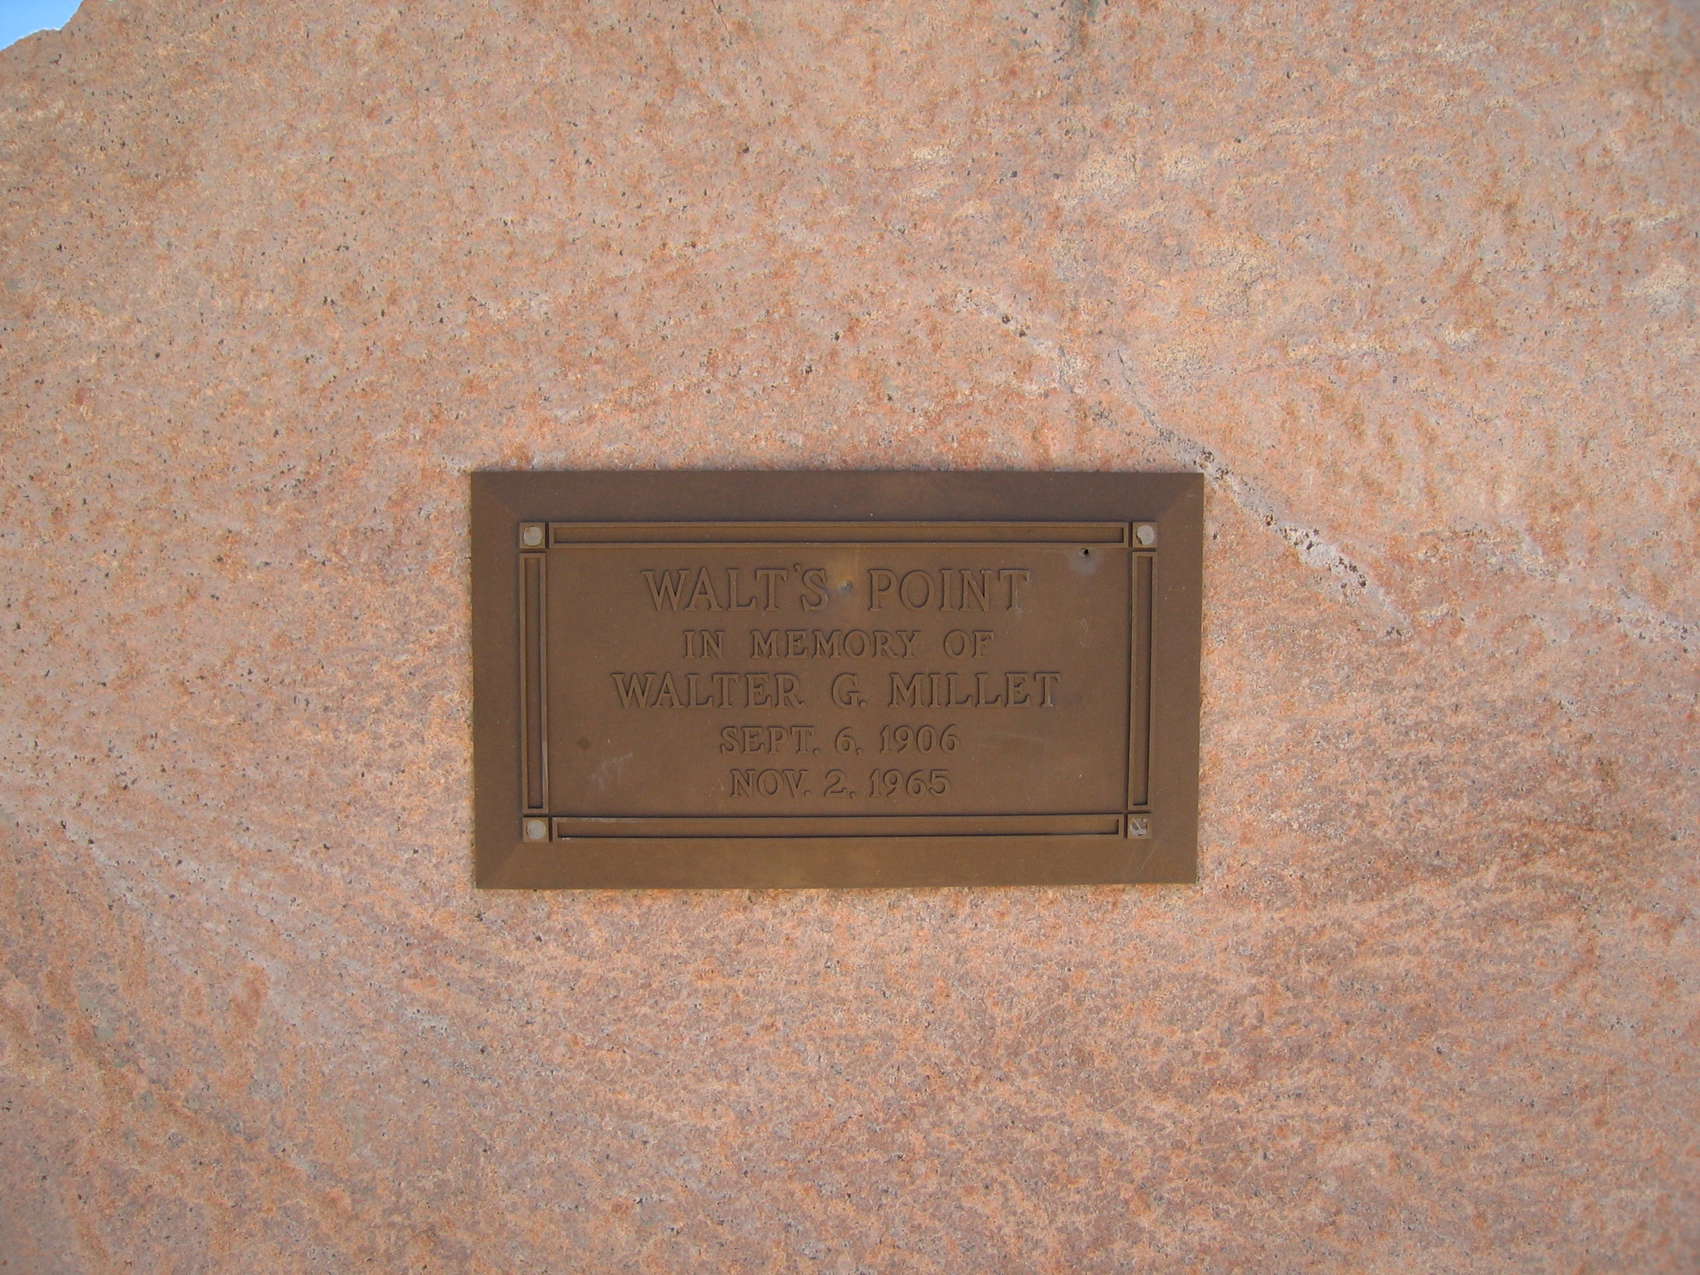 WALT'S POINT
IN MEMORY OF
WALTER G. MILLET
SEPT. 6, 1906
NOV. 2, 1965